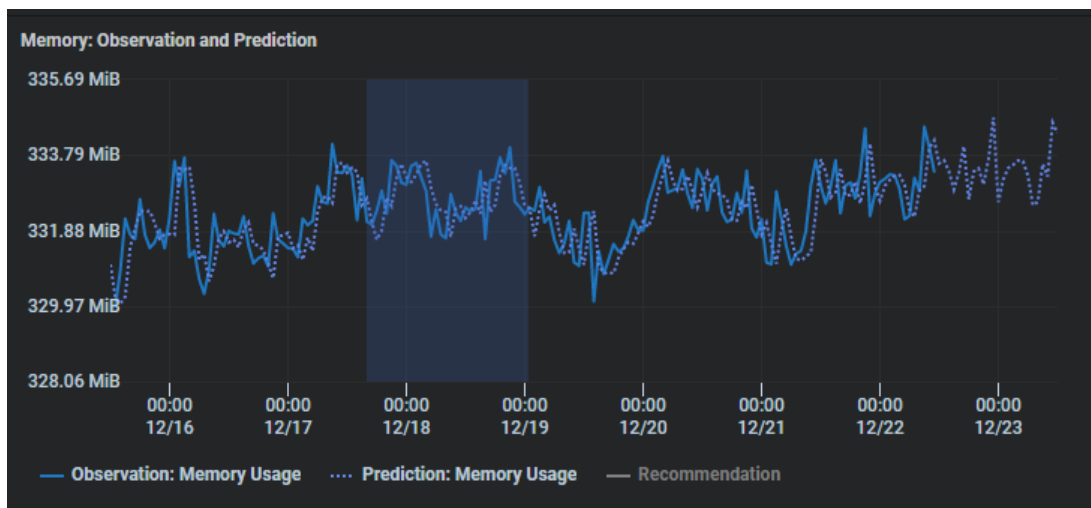 Memory: Observation and Prediction
335.69 MiB
333.79 MiB
331.88 MiB
329.97 MiB
328.06 MiB
00:00 00:00 00:00 00:00 00:00 00:00 00:00 00:00
12/16 12/17 12/18 12/19 12/20 12/21 12/22 12/23
Observation: Memory Usage Prediction: Memory Usage Recommendation